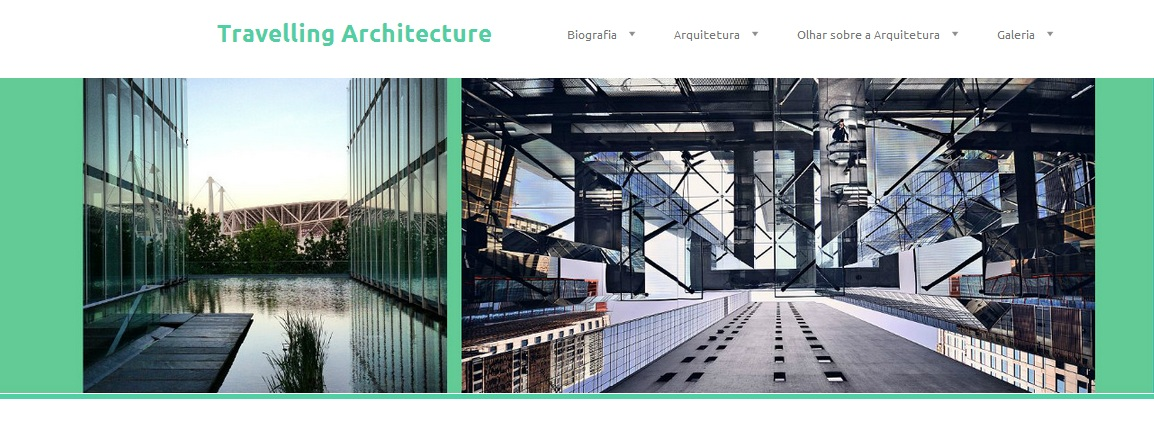 Travelling Architecture
Biografia
Arquitetura
Olhar sobre a Arquitetura
Galeria